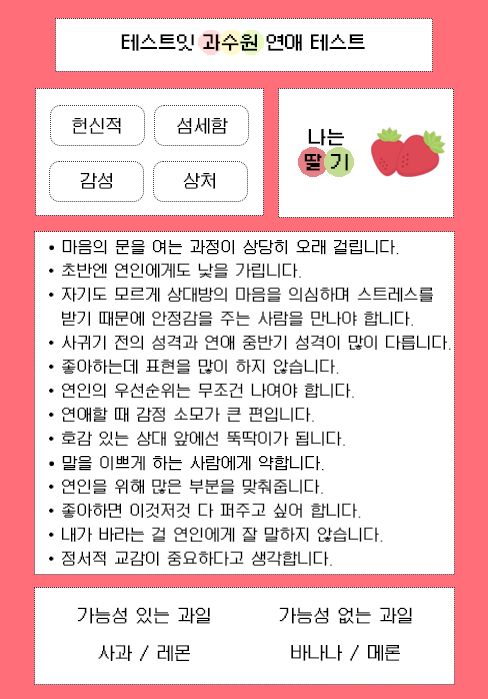 테스트잇 과수원 연애 테스트
헌신적 섬세함
감성 상처
나는
딸기
• 마음의 문을 여는 과정이 상당히 오래 걸립니다.
• 초반엔 연인에게도 낯을 가립니다.
• 자기도 모르게 상대방의 마음을 의심하며 스트레스를
받기 때문에 안정감을 주는 사람을 만나야 합니다.
• 사귀기 전의 성격과 연애 중반기 성격이 많이 다릅니다.
• 좋아하는데 표현을 많이 하지 않습니다.
• 연인의 우선순위는 무조건 나여야 합니다.
• 연애할 때 감정 소모가 큰 편입니다.
• 호감 있는 상대 앞에선 뚝딱이가 됩니다.
• 말을 이쁘게 하는 사람에게 약합니다.
• 연인을 위해 많은 부분을 맞춰줍니다.
• 좋아하면 이것저것 다 퍼주고 싶어 합니다.
• 내가 바라는 걸 연인에게 잘 말하지 않습니다.
• 정서적 교감이 중요하다고 생각합니다.
가능성 있는 과일 가능성 없는 과일
사과 / 레몬 바나나 / 메론